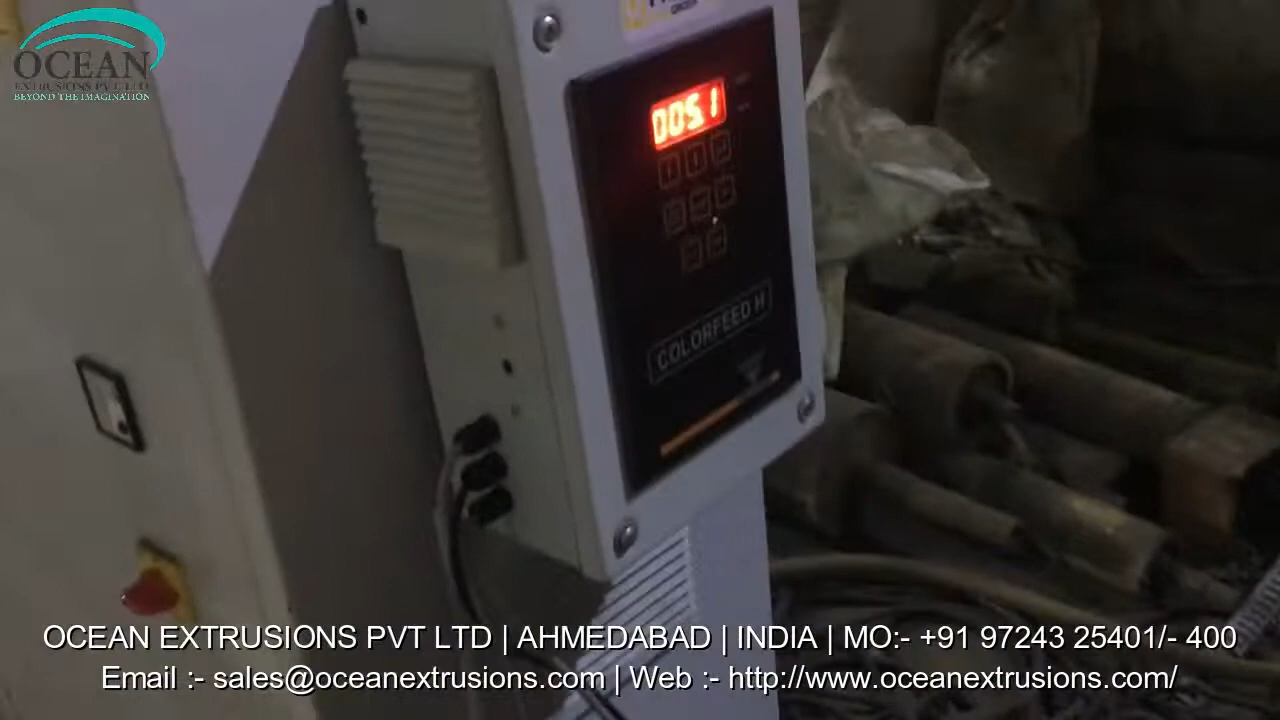 OCEAN
EXTRUSIONS PVT. LTD
BEYOND THE IMAGINATION
005.1
COLORFEED H
OCEAN EXTRUSIONS PVT LTD | AHMEDABAD | INDIA | MO:- +91 97243 25401/- 400
Email :- sales@oceanextrusions.com | Web :- http://www.oceanextrusions.com/